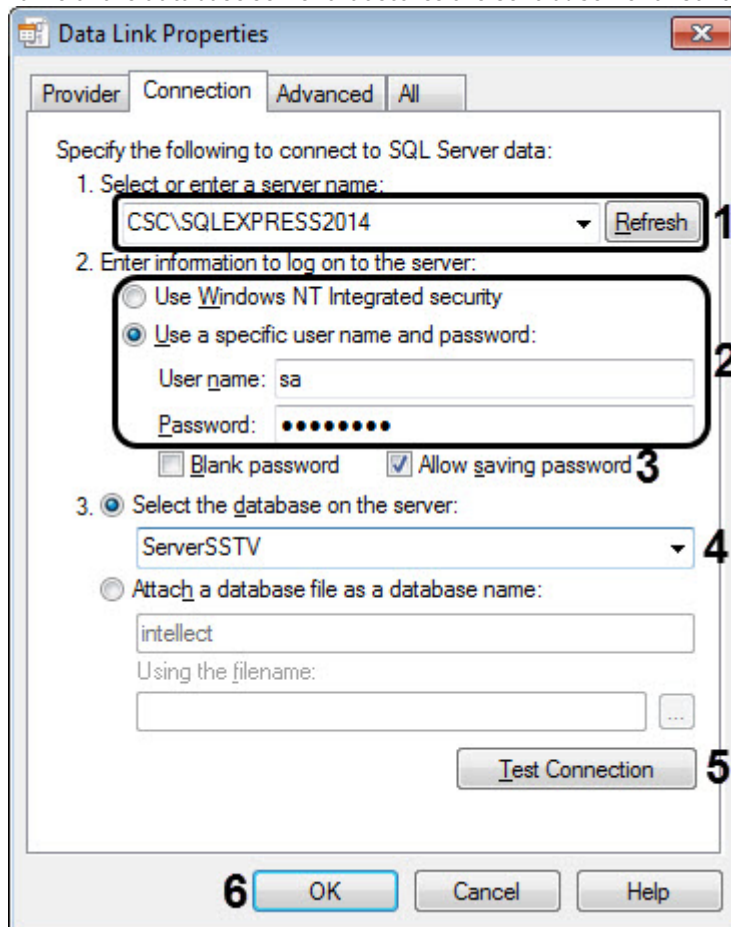 Data Link Properties
Provider Connection Advanced All
Specify the following to connect to SQL Server data:
1. Select or enter a server name:
CSC\SQLEXPRESS2014 Refresh 1
2. Enter information to log on to the server:
Use Windows NT Integrated security
Use a specific user name and password:
2
User name: sa
Password: ●●●●●●●●
Blank password Allow saving password 3
3. Select the database on the server:
ServerSSTV 4
Attach a database file as a database name:
intellect
Using the filename:
...
Test Connection 5
6 OK Cancel Help